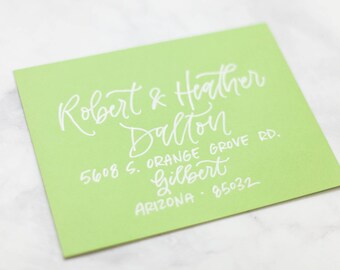 Robert & Heather
Dalton
5608 S. ORANGE GROVE RD.
Gilbert
ARIZONA · 85032